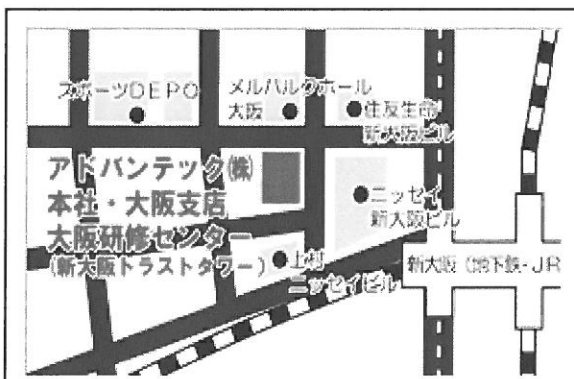 スポーツDEPO
メルパルクホール
大阪
住友生命
新大阪ビル
アドバンテック㈱
本社・大阪支店
大阪研修センター
(新大阪トラストタワー)
ニッセイ
新大阪ビル
上村
ニッセイビル
新大阪(地下鉄・JR